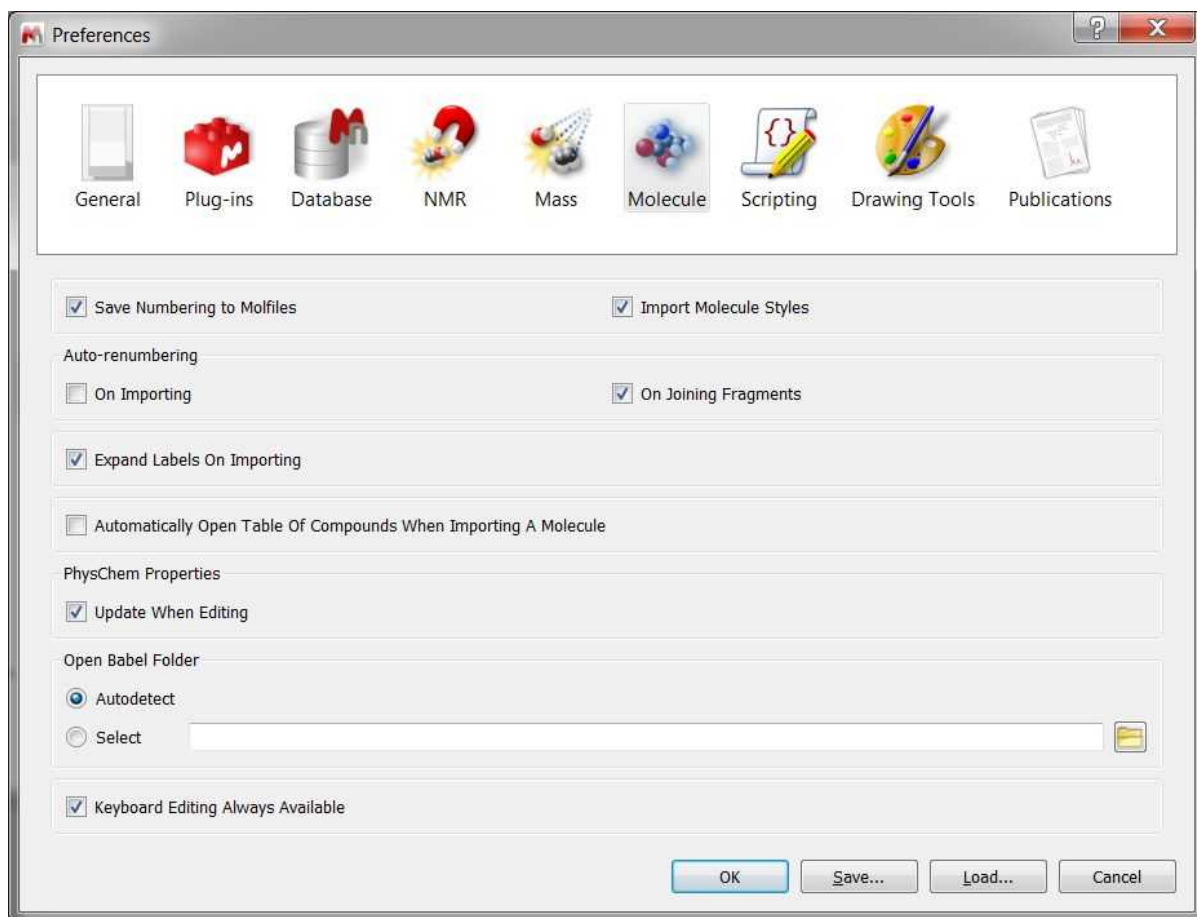 Preferences
General Plug-ins Database NMR Mass Molecule Scripting Drawing Tools Publications
Save Numbering to Molfiles Import Molecule Styles
Auto-renumbering
On Importing On Joining Fragments
Expand Labels On Importing
Automatically Open Table Of Compounds When Importing A Molecule
PhysChem Properties
Update When Editing
Open Babel Folder
Autodetect
Select
Keyboard Editing Always Available
OK Save... Load... Cancel